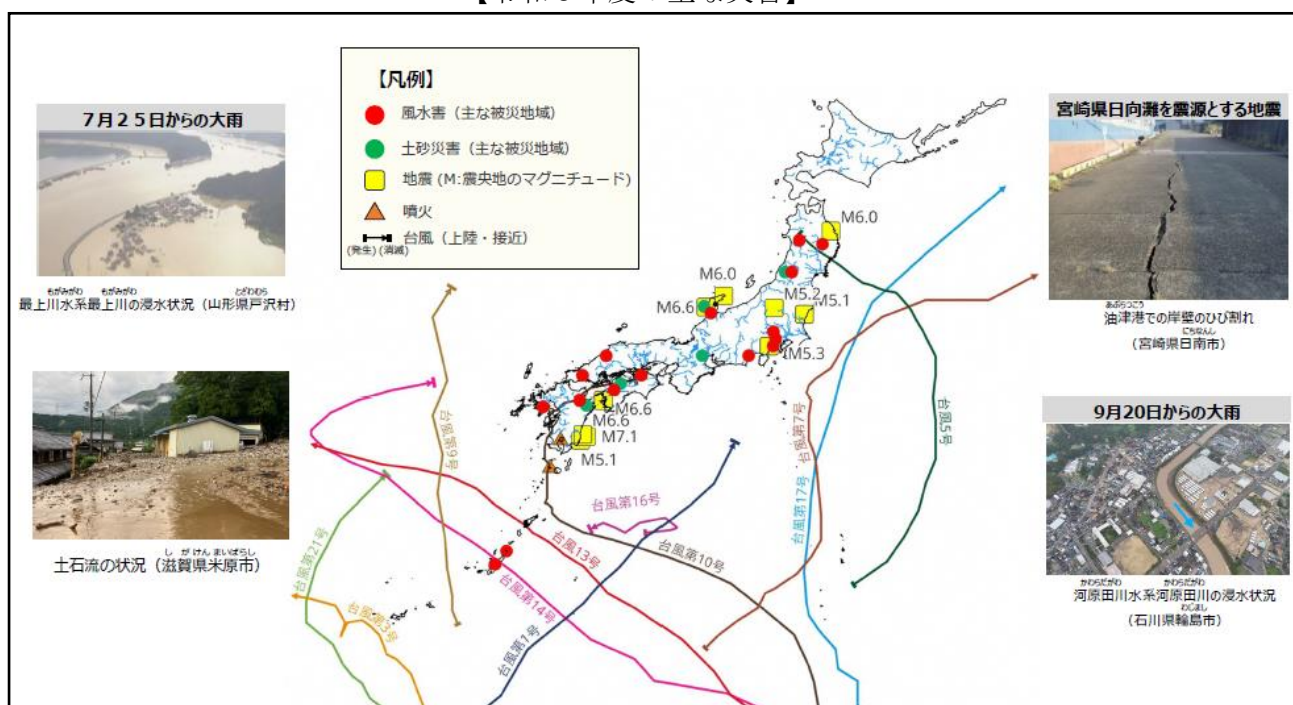 【凡例】
風水害（主な被災地域）
土砂災害（主な被災地域）
地震 (M:震央地のマグニチュード)
噴火
台風（上陸・接近）
(発生) (消滅)
７月２５日からの大雨
もがみがわ もがみがわ とざわむら
最上川水系最上川の浸水状況（山形県戸沢村）
土石流の状況（滋賀県米原市）
しがけん まいばらし
宮崎県日向灘を震源とする地震
あぶらつこう
油津港での岸壁のひび割れ
にちなんし
（宮崎県日南市）
9月20日からの大雨
かわらだがわ かわらだがわ
河原田川水系河原田川の浸水状況
わじまし
（石川県輪島市）
M6.0
M6.0
M6.6
M5.2
M5.1
M5.3
M6.6
M6.6
M7.1
M5.1
台風第9号
台風第7号
台風5号
台風第17号
台風第16号
台風第10号
台風13号
台風第14号
台風第1号
台風第21号
台風第3号